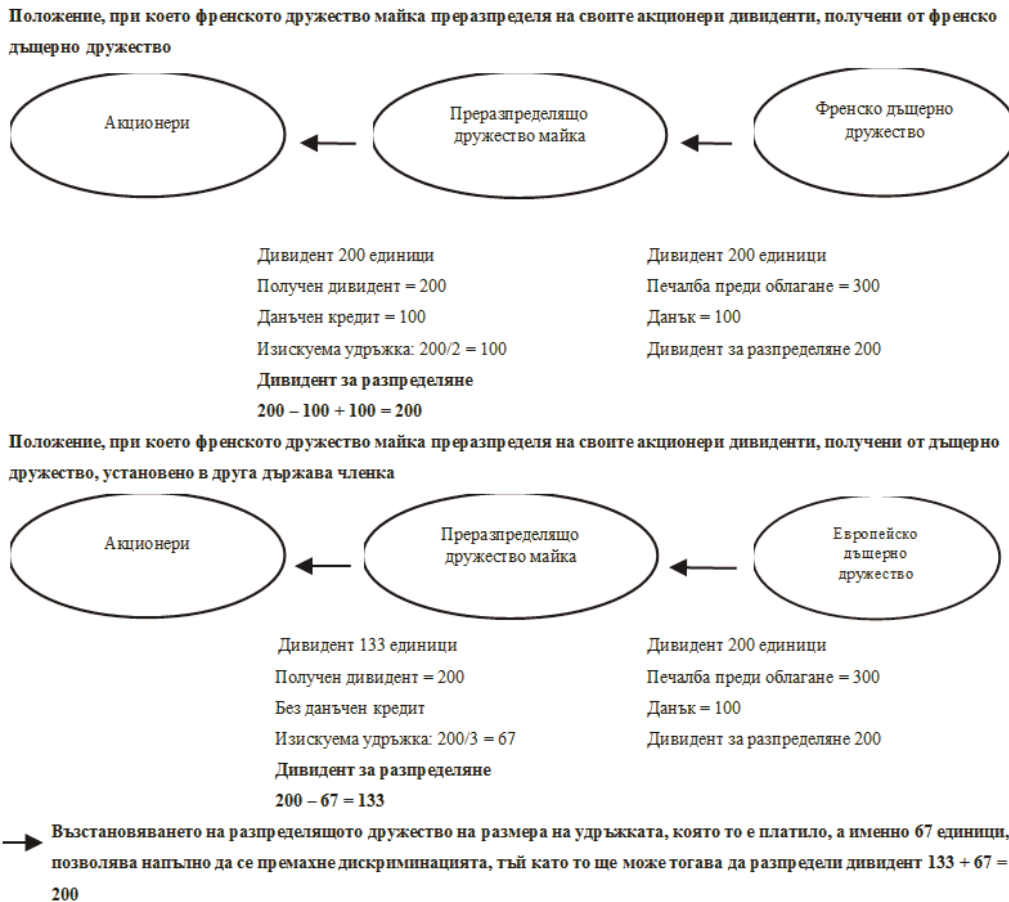 Положение, при което френското дружество майка преразпределя на своите акционери дивиденти, получени от френско
дъщерно дружество
Акционери
Преразпределящо
дружество майка
Френско дъщерно
дружество
Дивидент 200 единици
Получен дивидент = 200
Данъчен кредит = 100
Изискуема удръжка: 200/2 = 100
Дивидент за разпределяне
200 – 100 + 100 = 200
Дивидент 200 единици
Печалба преди облагане = 300
Данък = 100
Дивидент за разпределяне 200
Положение, при което френското дружество майка преразпределя на своите акционери дивиденти, получени от дъщерно
дружество, установено в друга държава членка
Акционери
Преразпределящо
дружество майка
Европейско
дъщерно
дружество
Дивидент 133 единици
Получен дивидент = 200
Без данъчен кредит
Изискуема удръжка: 200/3 = 67
Дивидент за разпределяне
200 – 67 = 133
Дивидент 200 единици
Печалба преди облагане = 300
Данък = 100
Дивидент за разпределяне 200
Възстановяването на разпределящото дружество на размера на удръжката, която то е платило, а именно 67 единици,
позволява напълно да се премахне дискриминацията, тъй като то ще може тогава да разпредели дивидент 133 + 67 =
200